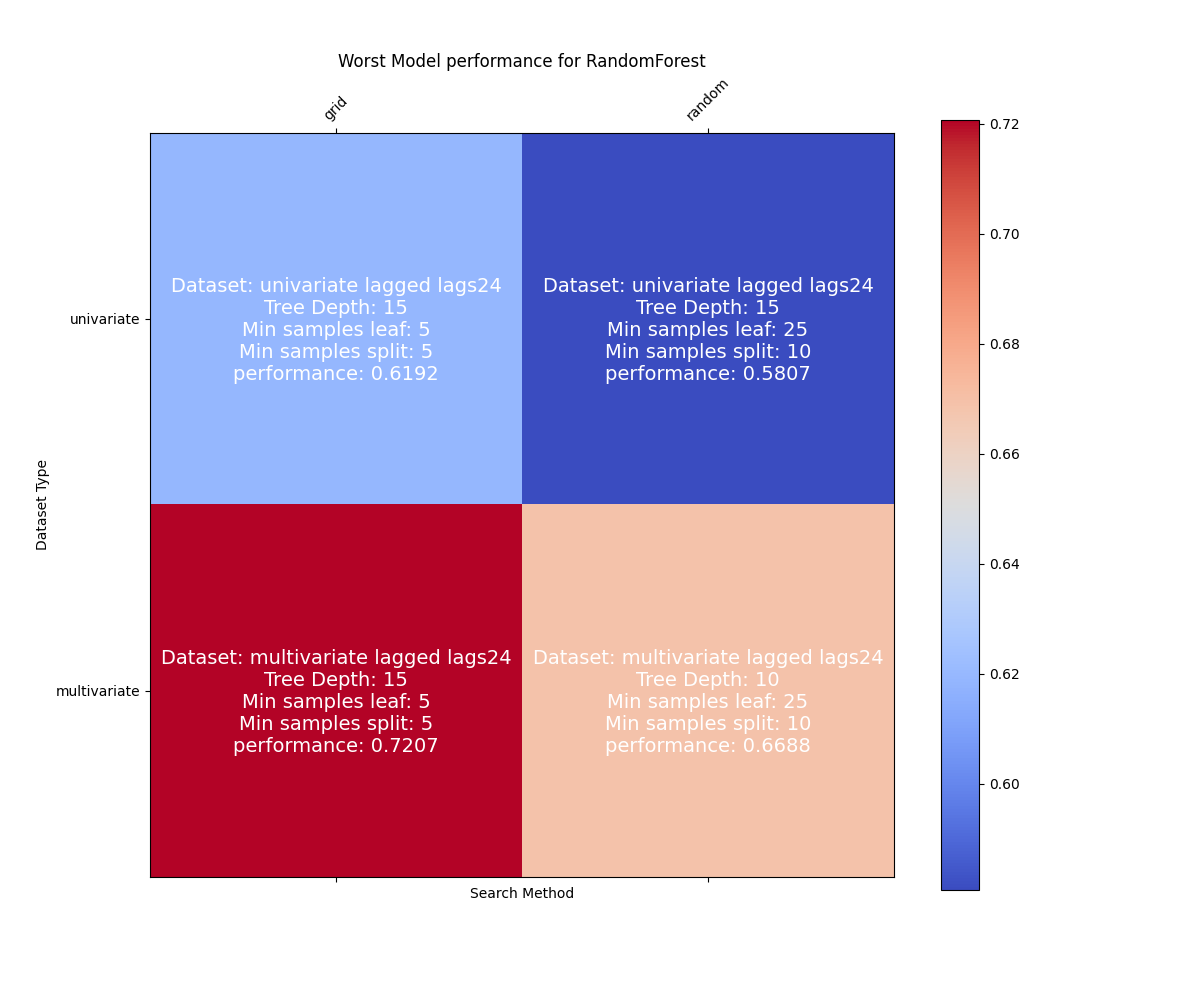 Worst Model performance for RandomForest
grid
random
univariate
multivariate
Dataset Type
Search Method
Dataset: univariate lagged lags24
Tree Depth: 15
Min samples leaf: 5
Min samples split: 5
performance: 0.6192
Dataset: univariate lagged lags24
Tree Depth: 15
Min samples leaf: 25
Min samples split: 10
performance: 0.5807
Dataset: multivariate lagged lags24
Tree Depth: 15
Min samples leaf: 5
Min samples split: 5
performance: 0.7207
Dataset: multivariate lagged lags24
Tree Depth: 10
Min samples leaf: 25
Min samples split: 10
performance: 0.6688
0.72
0.70
0.68
0.66
0.64
0.62
0.60